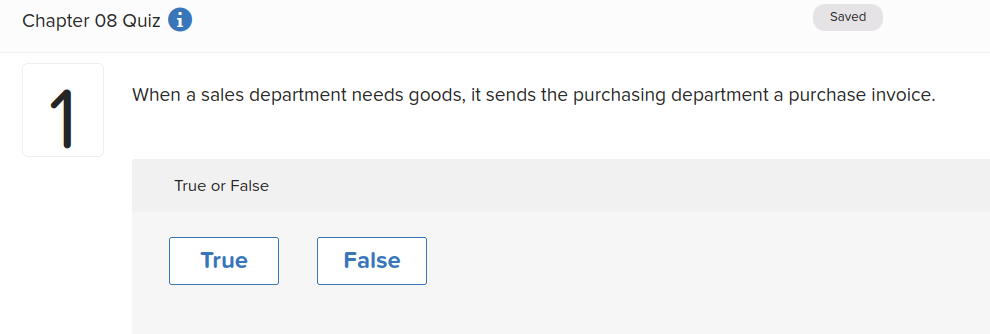 Chapter 08 Quiz i
Saved
1
When a sales department needs goods, it sends the purchasing department a purchase invoice.
True or False
True
False